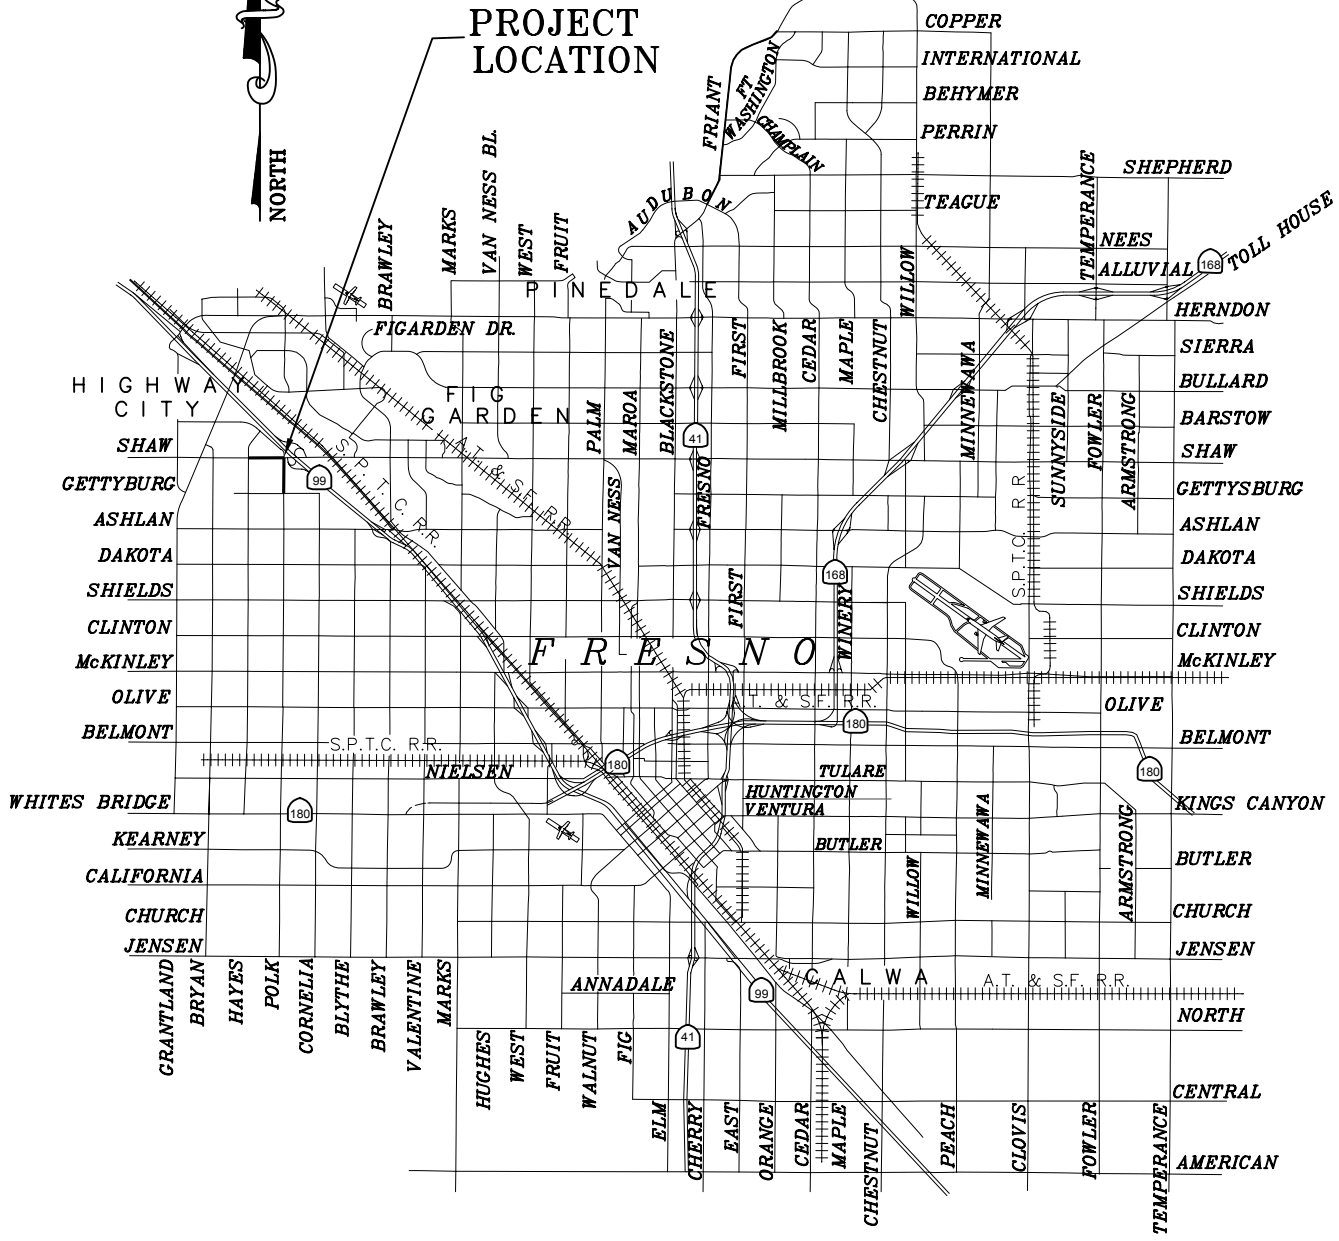 PROJECT
LOCATION
NORTH
COPPER
INTERNATIONAL
BEHYMER
PERRIN
SHEPHERD
TEAGUE
NEES
ALLUVIAL
168
TOLL HOUSE
HERNDON
SIERRA
BULLARD
BARSTOW
SHAW
GETTYSBURG
ASHLAN
DAKOTA
SHIELDS
CLINTON
McKINLEY
OLIVE
BELMONT
KINGS CANYON
BUTLER
CHURCH
JENSEN
NORTH
CENTRAL
AMERICAN
FRIANT
FT
WASHINGTON
CHAMPLAIN
AUDUBON
TEMPERANCE
WILLOW
BRAWLEY
MARKS
VAN NESS BL.
WEST
FRUIT
PINEDALE
FIGARDEN DR.
HIGHWAY
CITY
FIG
GARDEN
PALM
MAROA
BLACKSTONE
FIRST
MILLBROOK
CEDAR
MAPLE
CHESTNUT
MINNEWAWA
SUNNYSIDE
FOWLER
ARMSTRONG
41
FRESNO
VAN NESS
A.T. & S.F. R.R.
S.P.T.C. R.R.
99
S.P.T.C. R R
168
FIRST
WINERY
FRESNO
SHAW
GETTYBURG
ASHLAN
DAKOTA
SHIELDS
CLINTON
McKINLEY
OLIVE
BELMONT
WHITES BRIDGE
KEARNEY
CALIFORNIA
CHURCH
JENSEN
.T. & S.F. R.R.
180
180
180
180
S.P.T.C. R.R.
NIELSEN
TULARE
HUNTINGTON
VENTURA
BUTLER
WILLOW
MINNEWAWA
ARMSTRONG
CALWA
A.T. & S.F. R.R.
ANNADALE
99
41
GRANTLAND
BRYAN
HAYES
POLK
CORNELIA
BLYTHE
BRAWLEY
VALENTINE
MARKS
HUGHES
WEST
FRUIT
WALNUT
FIG
ELM
CHERRY
EAST
ORANGE
CEDAR
MAPLE
CHESTNUT
PEACH
CLOVIS
FOWLER
TEMPERANCE